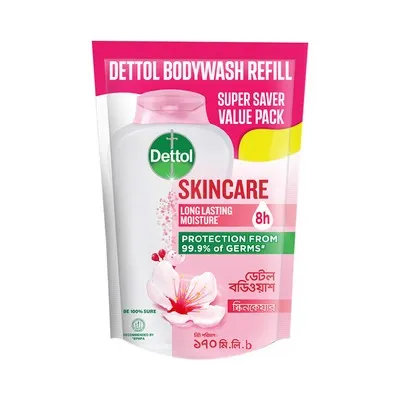 DETTOL BODYWASH REFILL
SUPER SAVER
VALUE PACK
Dettol
SKINCARE
LONG LASTING
MOISTURE
8h
PROTECTION FROM
99.9% of GERMS*
ডেটল
বডিওয়াশ
স্কিনকেয়ার
BE 100% SURE
RECOMMENDED BY
১৭০ মি.লি.